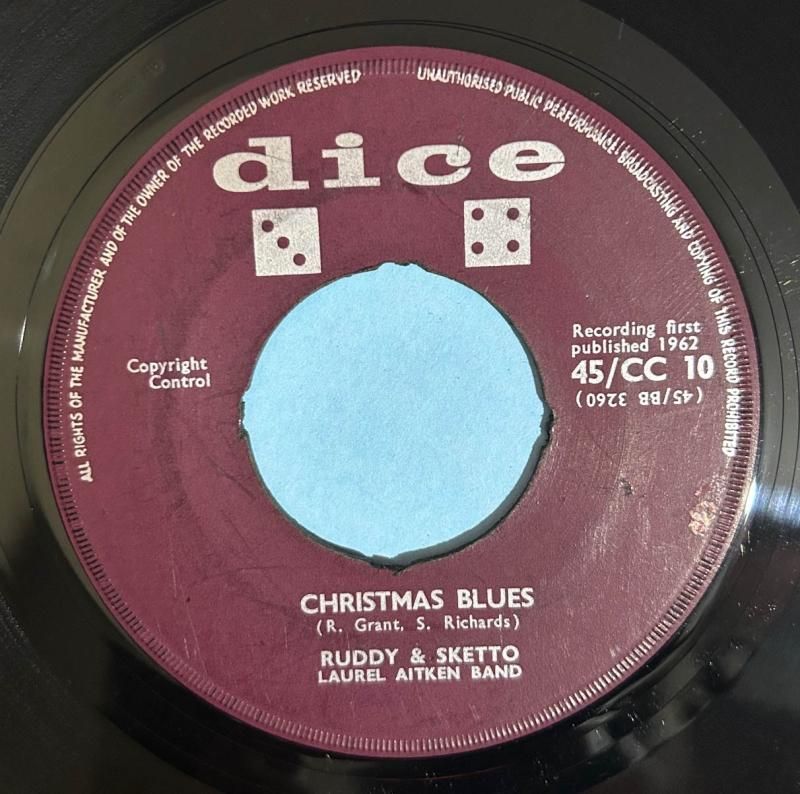 ALL RIGHTS OF THE MANUFACTURER AND OF THE OWNER OF THE RECORDED WORK RESERVED
UNAUTHORISED PUBLIC PERFORMANCE BROADCASTING AND COPYING OF THIS RECORD PROHIBITED
dice
Copyright
Control
Recording first
published 1962
45/CC 10
(45/BB 3260)
CHRISTMAS BLUES
(R. Grant, S. Richards)
RUDDY & SKETTO
LAUREL AITKEN BAND